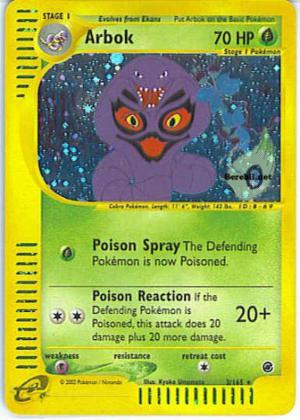 STAGE 1
Evolves from Ekans
Put Arbok on the Basic Pokémon
Arbok
70 HP
Stage 1 Pokémon
Serebii.net
Cobra Pokémon. Length: 11' 6", Weight: 143 lbs.
Poison Spray The Defending
Pokémon is now Poisoned.
Poison Reaction If the
Defending Pokémon is
Poisoned, this attack does 20
damage plus 20 more damage.
20+
weakness
resistance
retreat cost
e
©2002 Pokémon / Nintendo
Illus. Kyoko Umemoto
3/165 ★